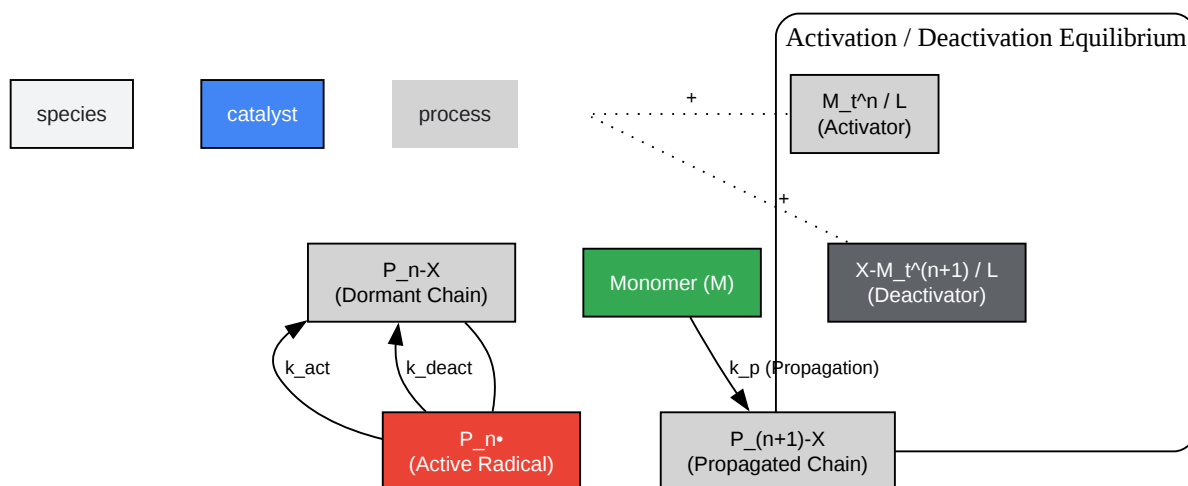 Activation / Deactivation Equilibrium
species
catalyst
process
+
M_t^n / L
(Activator)
+
P_n-X
(Dormant Chain)
Monomer (M)
X-M_t^(n+1) / L
(Deactivator)
k_act
k_deact
k_p (Propagation)
P_n•
(Active Radical)
P_(n+1)-X
(Propagated Chain)